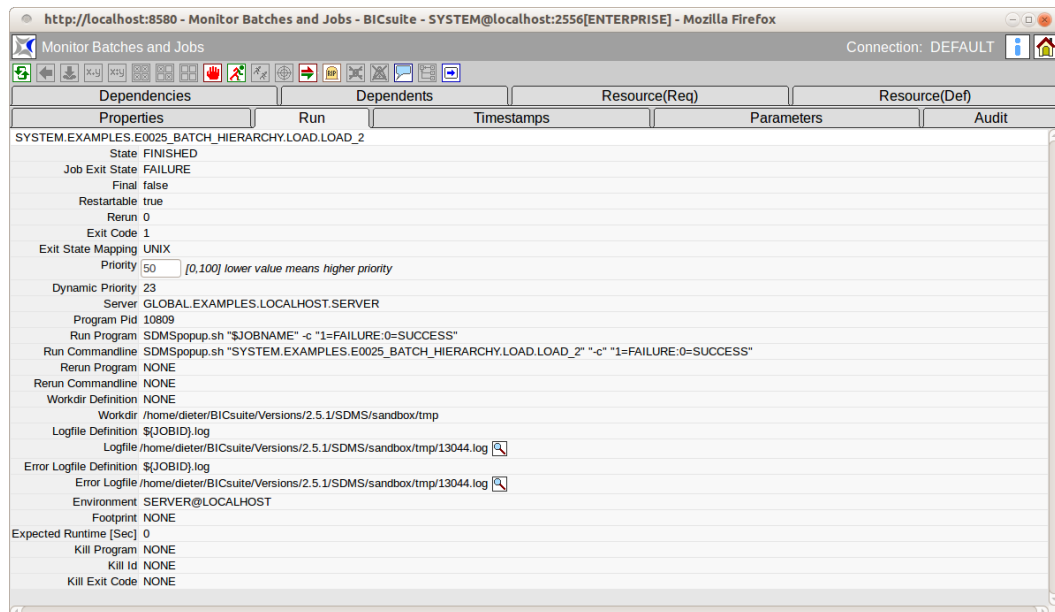 http://localhost:8580 - Monitor Batches and Jobs - BICsuite - SYSTEM@localhost:2556[ENTERPRISE] - Mozilla Firefox
Monitor Batches and Jobs Connection: DEFAULT
x,y x:y RIP
Dependencies Dependents Resource(Req) Resource(Def)
Properties Run Timestamps Parameters Audit
SYSTEM.EXAMPLES.E0025_BATCH_HIERARCHY.LOAD.LOAD_2
State FINISHED
Job Exit State FAILURE
Final false
Restartable true
Rerun 0
Exit Code 1
Exit State Mapping UNIX
Priority 50 [0,100] lower value means higher priority
Dynamic Priority 23
Server GLOBAL.EXAMPLES.LOCALHOST.SERVER
Program Pid 10809
Run Program SDMSpopup.sh "$JOBNAME" -c "1=FAILURE:0=SUCCESS"
Run Commandline SDMSpopup.sh "SYSTEM.EXAMPLES.E0025_BATCH_HIERARCHY.LOAD.LOAD_2" "-c" "1=FAILURE:0=SUCCESS"
Rerun Program NONE
Rerun Commandline NONE
Workdir Definition NONE
Workdir /home/dieter/BICsuite/Versions/2.5.1/SDMS/sandbox/tmp
Logfile Definition ${JOBID}.log
Logfile /home/dieter/BICsuite/Versions/2.5.1/SDMS/sandbox/tmp/13044.log
Error Logfile Definition ${JOBID}.log
Error Logfile /home/dieter/BICsuite/Versions/2.5.1/SDMS/sandbox/tmp/13044.log
Environment SERVER@LOCALHOST
Footprint NONE
Expected Runtime [Sec] 0
Kill Program NONE
Kill Id NONE
Kill Exit Code NONE